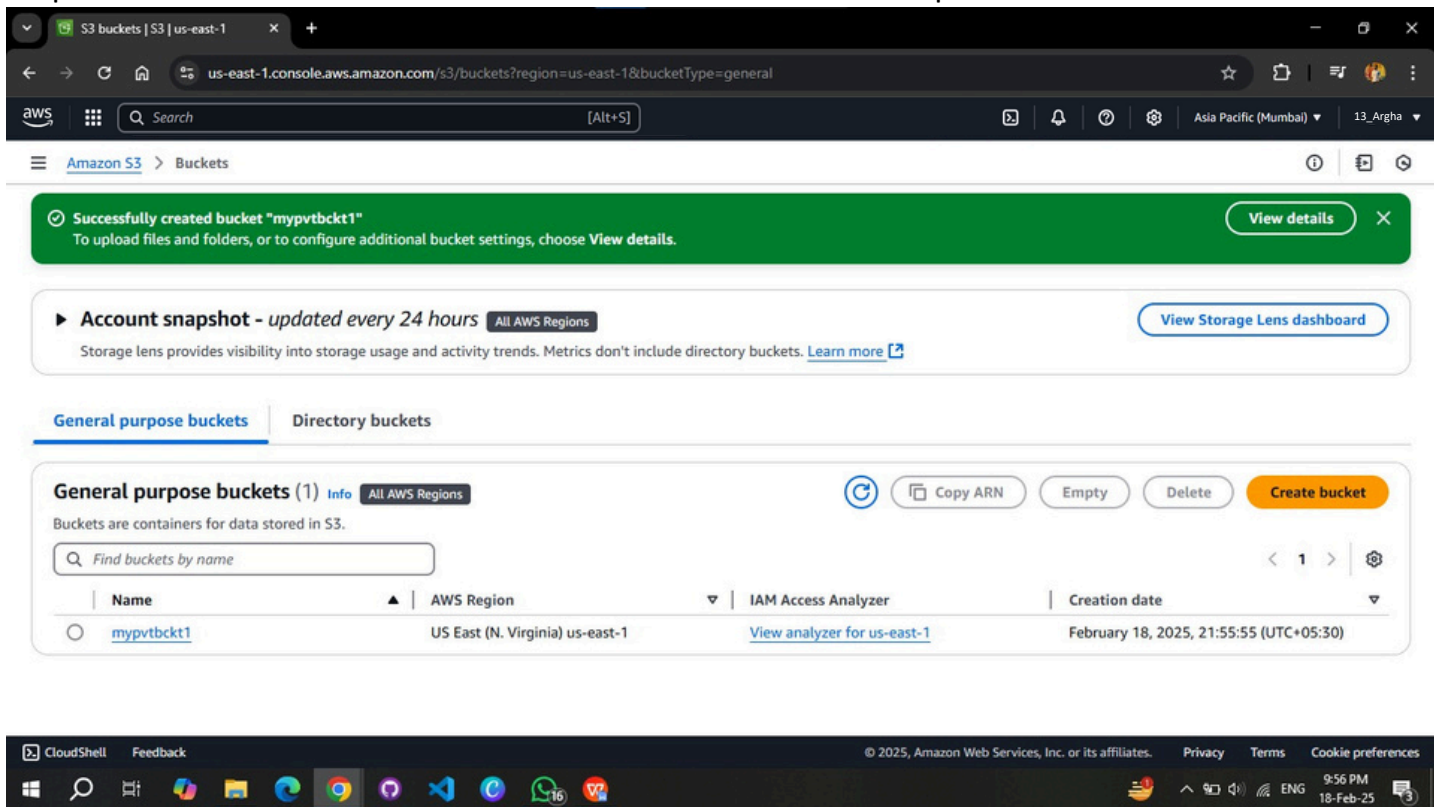 S3 buckets | S3 | us-east-1
us-east-1.console.aws.amazon.com/s3/buckets?region=us-east-1&bucketType=general
aws Search [Alt+S] Asia Pacific (Mumbai) 13_Argha
Amazon S3 > Buckets
Successfully created bucket "mypvtbckt1"
View details
To upload files and folders, or to configure additional bucket settings, choose View details.
Account snapshot - updated every 24 hours All AWS Regions
View Storage Lens dashboard
Storage lens provides visibility into storage usage and activity trends. Metrics don't include directory buckets. Learn more
General purpose buckets Directory buckets
General purpose buckets (1) Info All AWS Regions
Copy ARN Empty Delete Create bucket
Buckets are containers for data stored in S3.
Find buckets by name
< 1 >
Name AWS Region IAM Access Analyzer Creation date
mypvtbckt1 US East (N. Virginia) us-east-1 View analyzer for us-east-1 February 18, 2025, 21:55:55 (UTC+05:30)
CloudShell Feedback © 2025, Amazon Web Services, Inc. or its affiliates. Privacy Terms Cookie preferences
16
ENG
9:56 PM
18-Feb-25
3